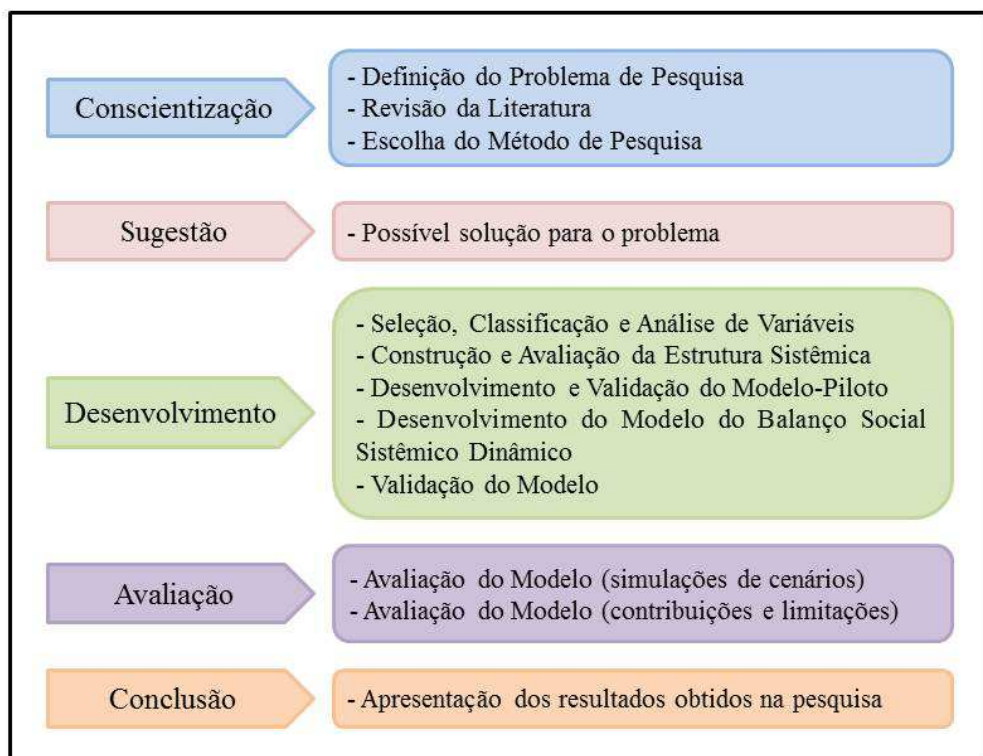 Conscientização
- Definição do Problema de Pesquisa
- Revisão da Literatura
- Escolha do Método de Pesquisa
Sugestão
- Possível solução para o problema
Desenvolvimento
- Seleção, Classificação e Análise de Variáveis
- Construção e Avaliação da Estrutura Sistêmica
- Desenvolvimento e Validação do Modelo-Piloto
- Desenvolvimento do Modelo do Balanço Social
Sistêmico Dinâmico
- Validação do Modelo
Avaliação
- Avaliação do Modelo (simulações de cenários)
- Avaliação do Modelo (contribuições e limitações)
Conclusão
- Apresentação dos resultados obtidos na pesquisa